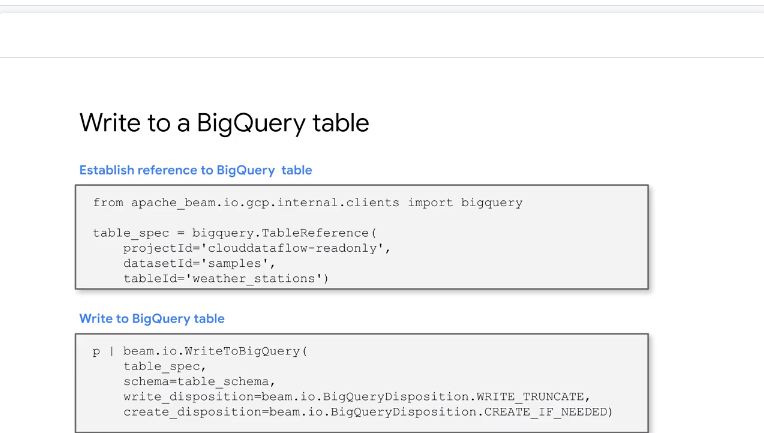 Write to a BigQuery table
Establish reference to BigQuery table
from apache_beam.io.gcp.internal.clients import bigquery
table_spec = bigquery.TableReference(
    projectId='clouddataflow-readonly',
    datasetId='samples',
    tableId='weather_stations')
Write to BigQuery table
p | beam.io.WriteToBigQuery(
    table_spec,
    schema=table_schema,
    write_disposition=beam.io.BigQueryDisposition.WRITE_TRUNCATE,
    create_disposition=beam.io.BigQueryDisposition.CREATE_IF_NEEDED)